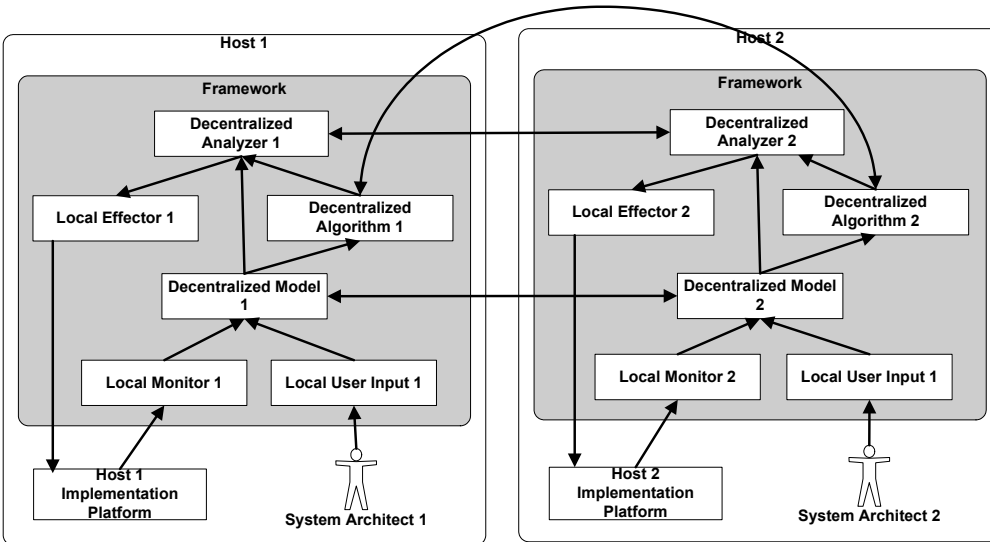 Host 1
Framework
Decentralized
Analyzer 1
Local Effector 1
Decentralized
Algorithm 1
Decentralized Model
1
Local Monitor 1
Local User Input 1
Host 1
Implementation
Platform
System Architect 1
Host 2
Framework
Decentralized
Analyzer 2
Local Effector 2
Decentralized
Algorithm 2
Decentralized Model
2
Local Monitor 2
Local User Input 1
Host 2
Implementation
Platform
System Architect 2